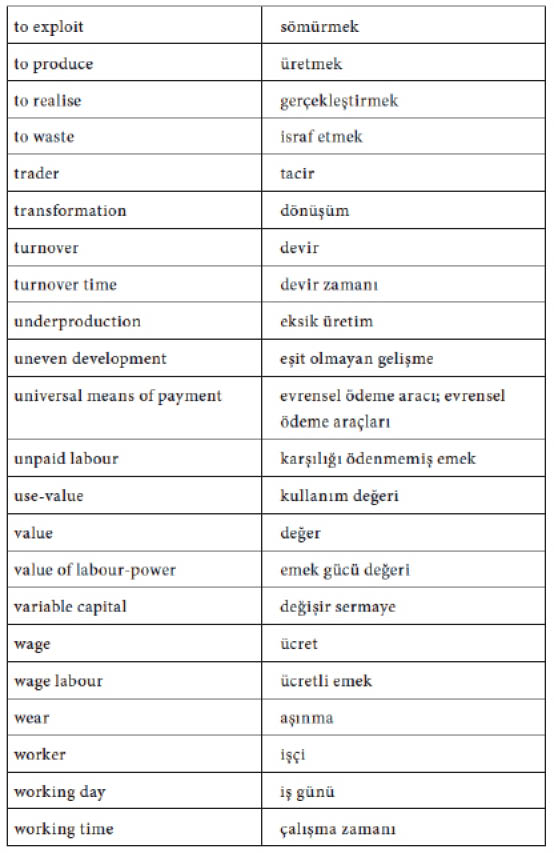 to exploit sömürmek
to produce üretmek
to realise gerçekleştirmek
to waste israf etmek
trader tacir
transformation dönüşüm
turnover devir
turnover time devir zamanı
underproduction eksik üretim
uneven development eşit olmayan gelişme
universal means of payment evrensel ödeme aracı; evrensel
ödeme araçları
unpaid labour karşılığı ödenmemiş emek
use-value kullanım değeri
value değer
value of labour-power emek gücü değeri
variable capital değişir sermaye
wage ücret
wage labour ücretli emek
wear aşınma
worker işçi
working day iş günü
working time çalışma zamanı